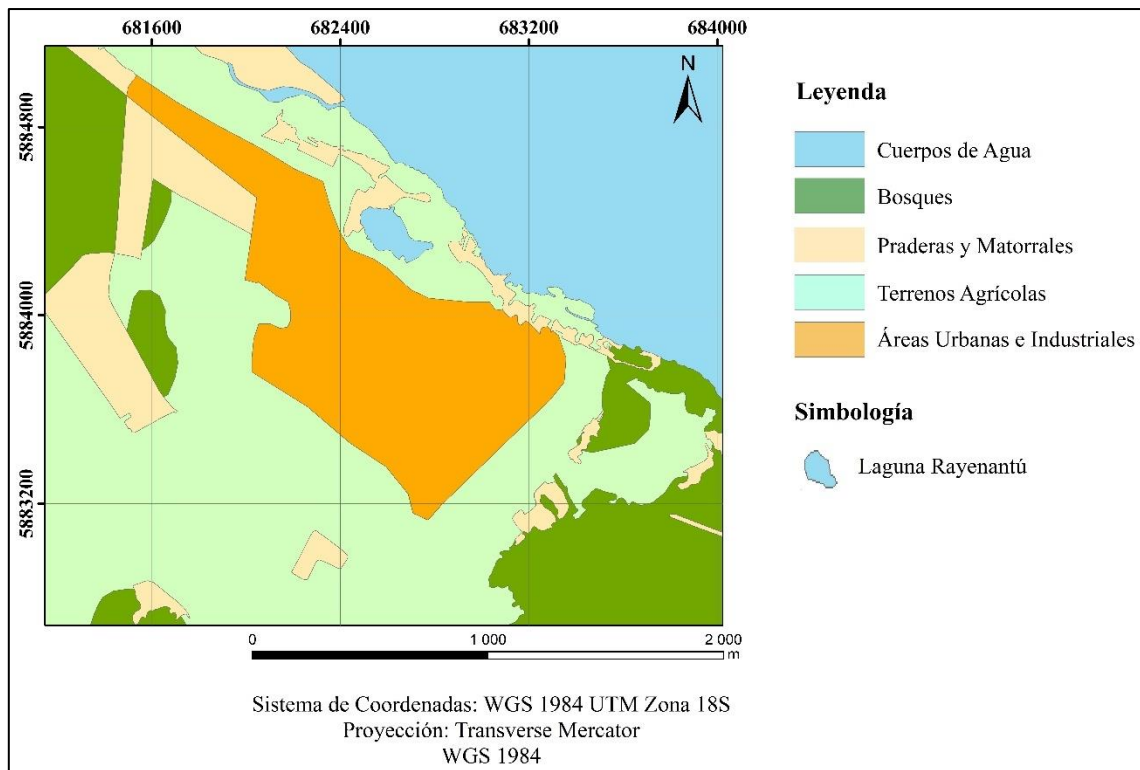 681600 682400 683200 684000
N
5884800
5884000
5883200
Leyenda
Cuerpos de Agua
Bosques
Praderas y Matorrales
Terrenos Agrícolas
Áreas Urbanas e Industriales
Simbología
Laguna Rayenantú
0 1 000 2 000
m
Sistema de Coordenadas: WGS 1984 UTM Zona 18S
Proyección: Transverse Mercator
WGS 1984